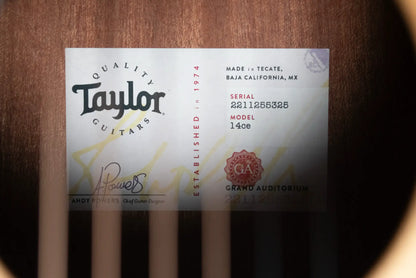 QUALITY
Taylor
GUITARS
ANDY POWERS Chief Guitar Designer
ESTABLISHED in 1974
MADE in TECATE,
BAJA CALIFORNIA, MX
SERIAL
2211255325
MODEL
14ce
GA
GRAND AUDITORIUM
2211255325